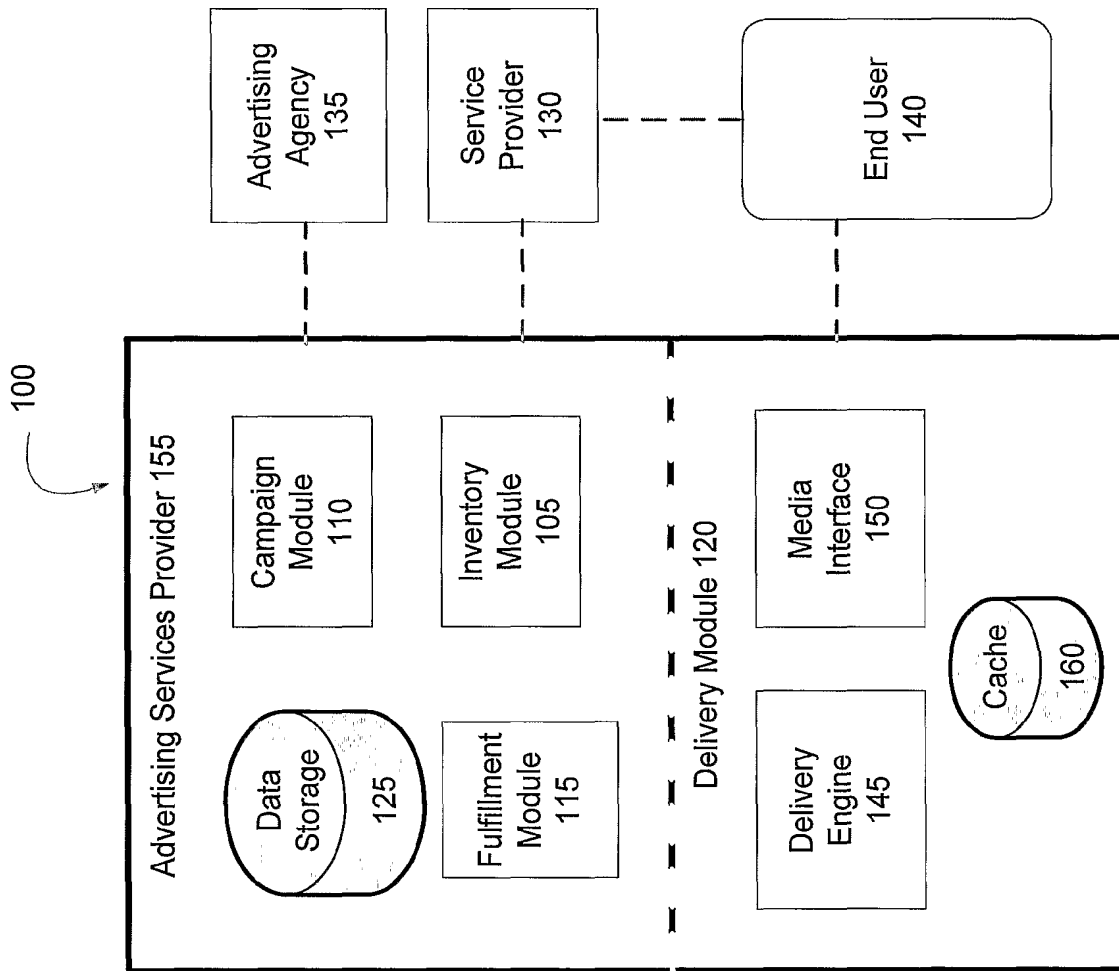 100
Advertising Services Provider 155
Data
Storage
125
Campaign
Module
110
Fulfillment
Module
115
Inventory
Module
105
Delivery Module 120
Delivery
Engine
145
Media
Interface
150
Cache
160
Advertising
Agency
135
Service
Provider
130
End User
140